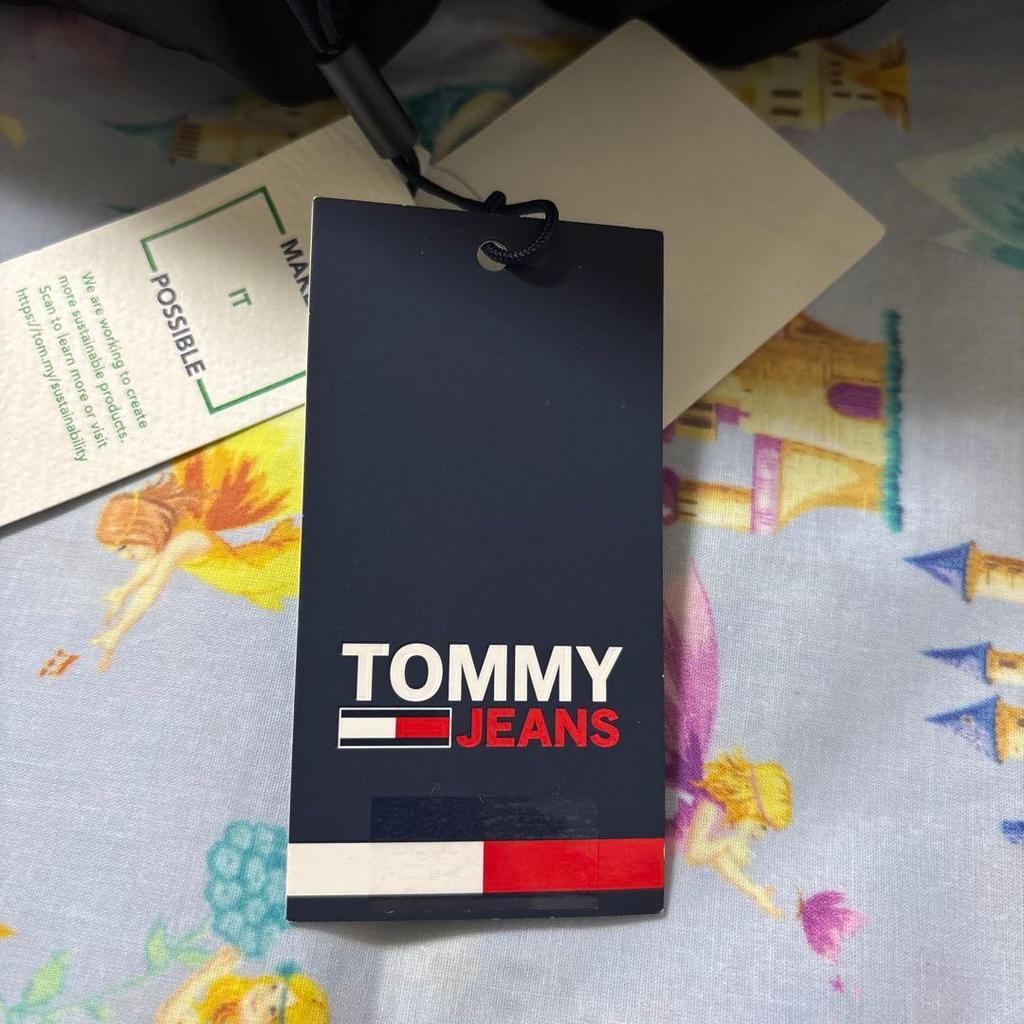 MAKE
IT
POSSIBLE
We are working to create
more sustainable products.
Scan to learn more or visit
https://tom.my/sustainability
TOMMY
JEANS